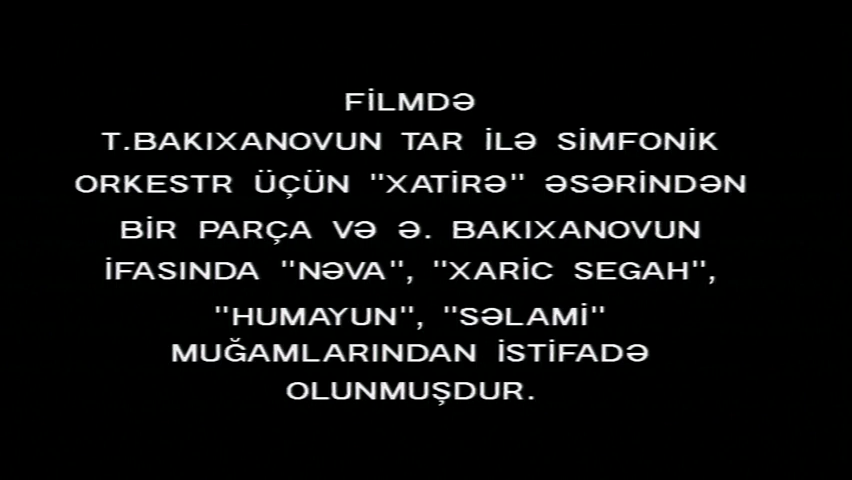 FİLMDƏ
T.BAKIXANOVUN TAR İLƏ SİMFONİK
ORKESTR ÜÇÜN "XATİRƏ" ƏSƏRİNDƏN
BİR PARÇA VƏ Ə. BAKIXANOVUN
İFASINDA "NƏVA", "XARİC SEGAH",
"HUMAYUN", "SƏLAMİ"
MUĞAMLARINDAN İSTİFADƏ
OLUNMUŞDUR.